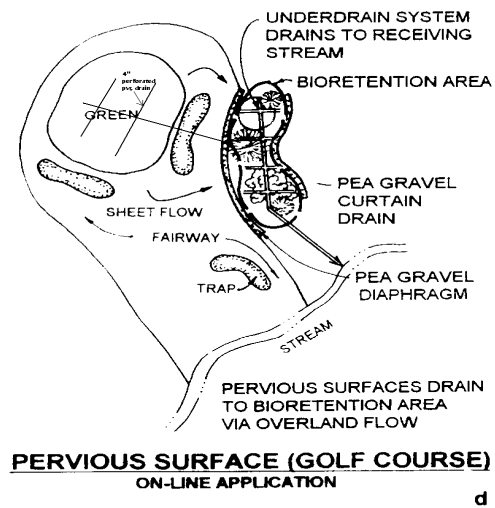 UNDERDRAIN SYSTEM
DRAINS TO RECEIVING
STREAM
BIORETENTION AREA
4"
perforated
pvc drain
GREEN
PEA GRAVEL
CURTAIN
DRAIN
SHEET FLOW
FAIRWAY
TRAP
PEA GRAVEL
DIAPHRAGM
STREAM
PERVIOUS SURFACES DRAIN
TO BIORETENTION AREA
VIA OVERLAND FLOW
PERVIOUS SURFACE (GOLF COURSE)
ON-LINE APPLICATION
d